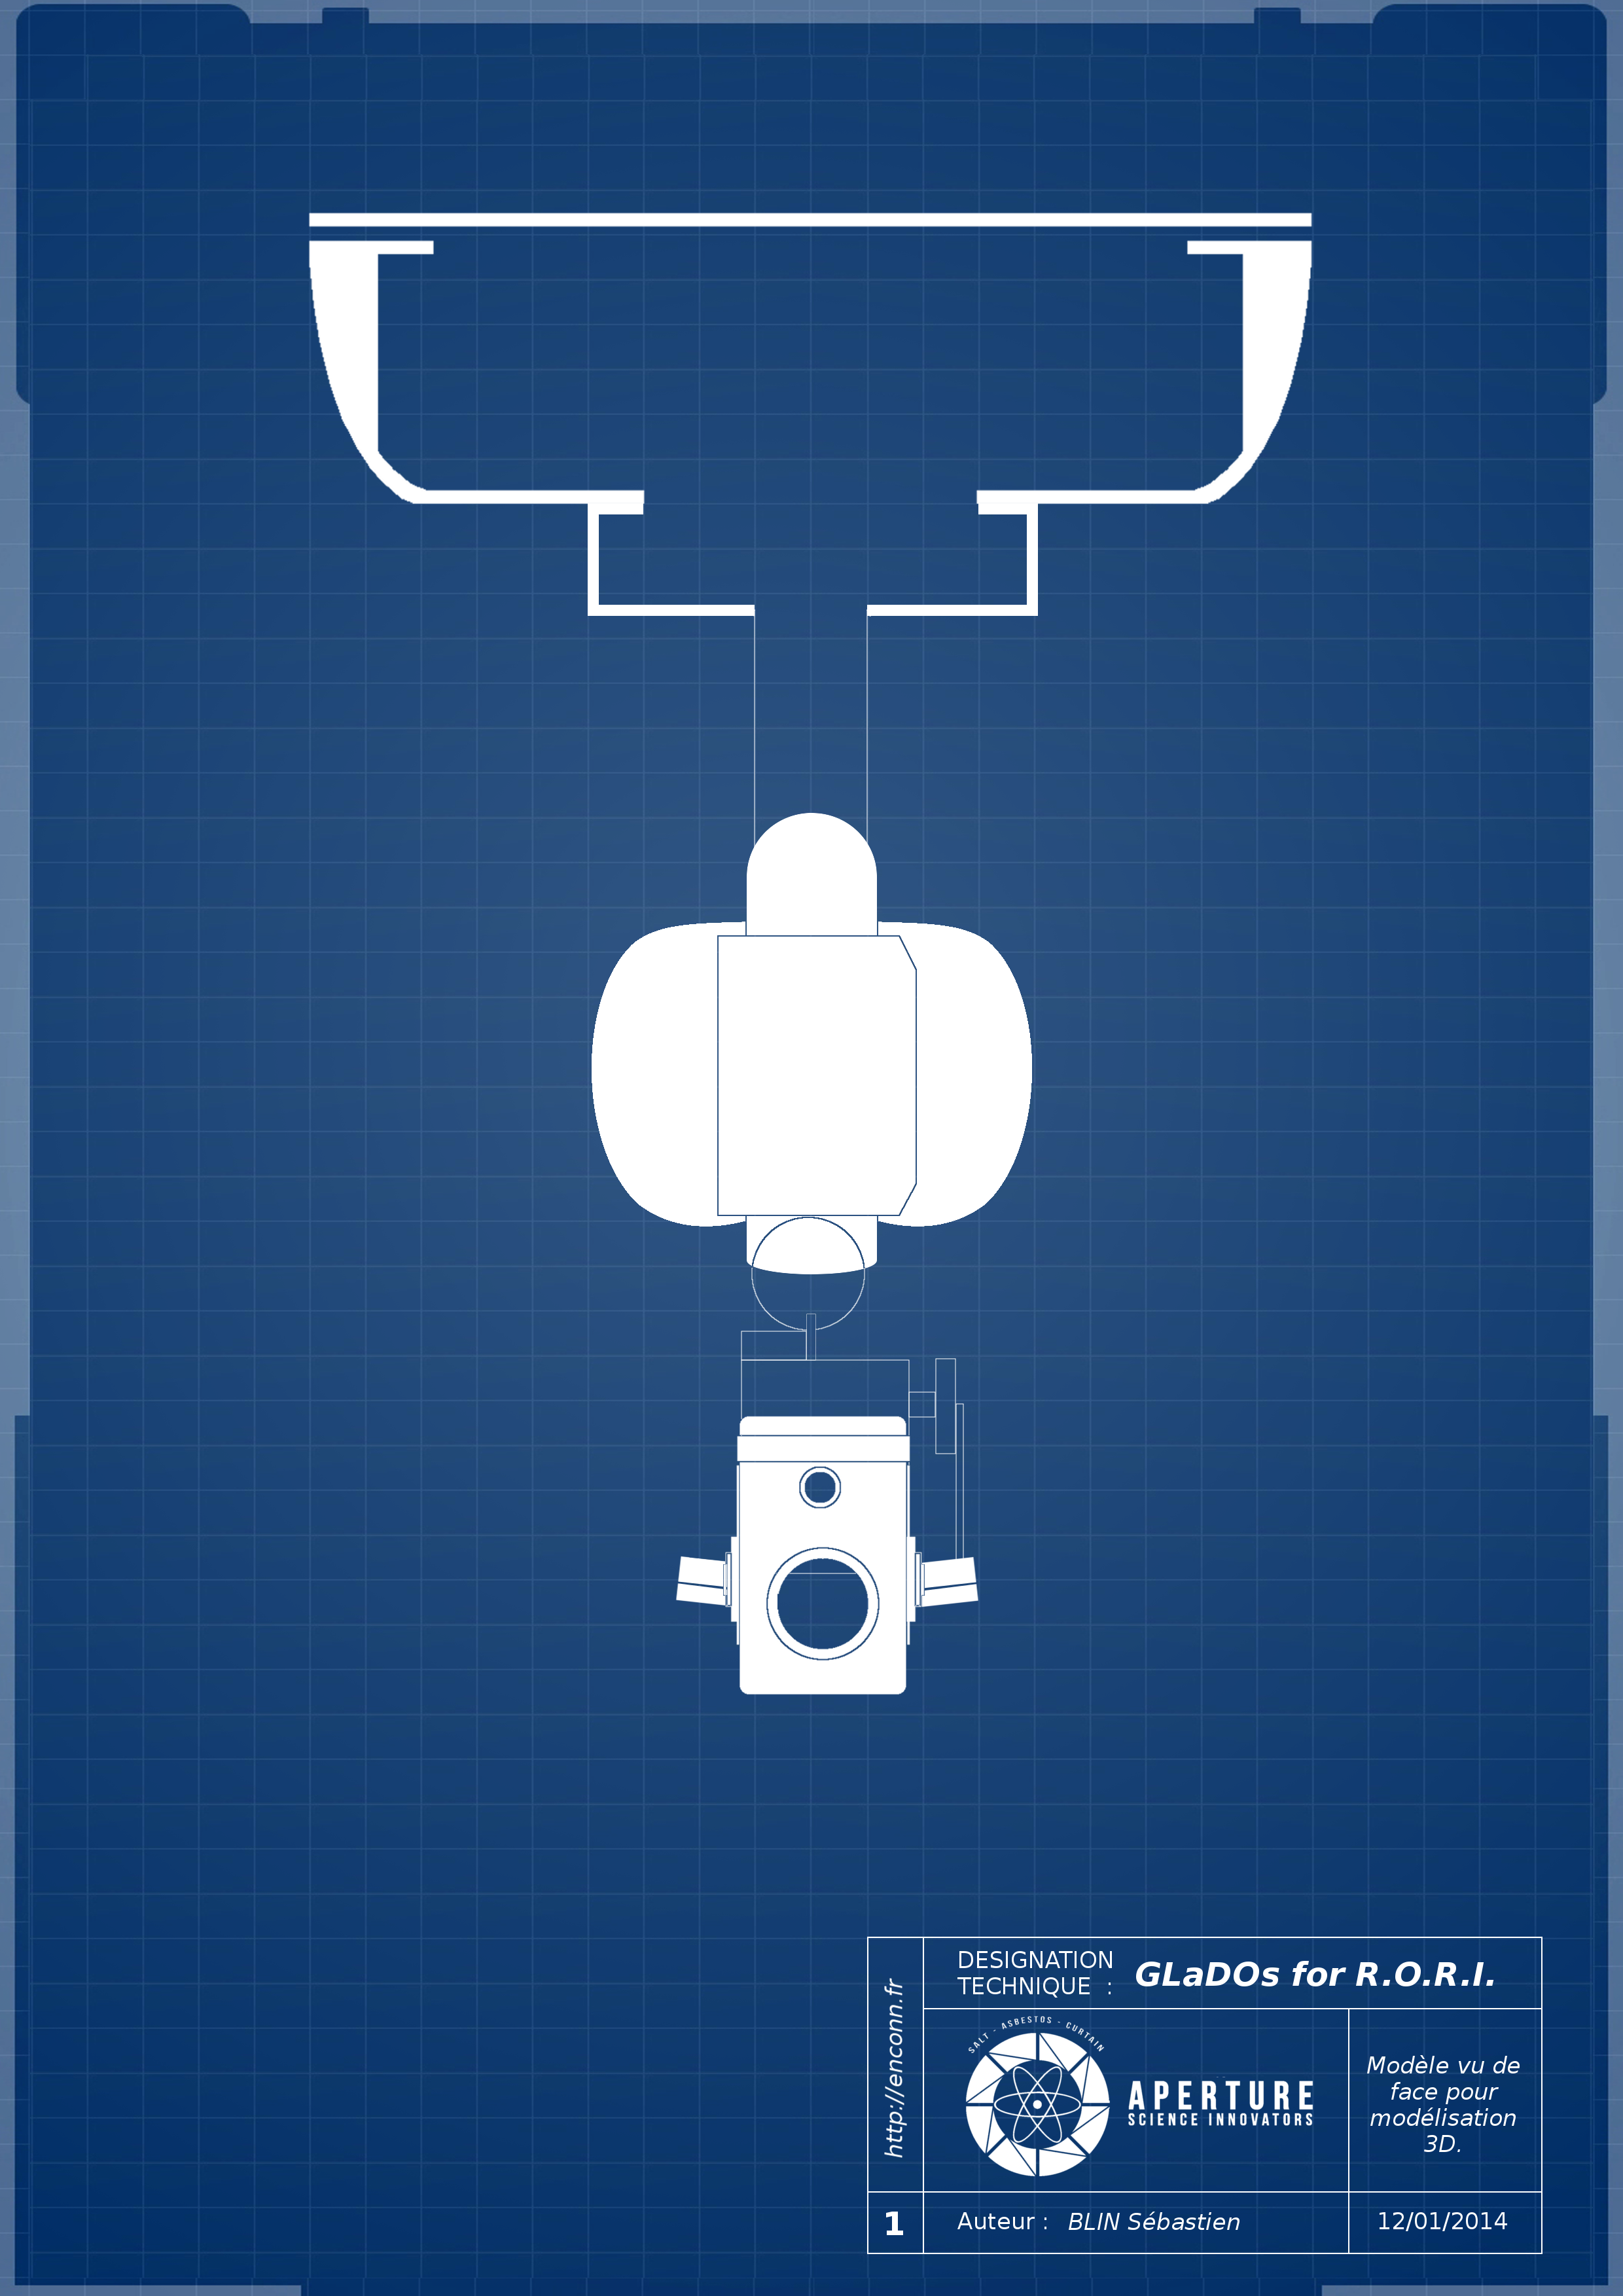 DESIGNATION
TECHNIQUE :
GLaDOs for R.O.R.I.
http://enconn.fr
SALT - ASBESTOS - CURTAIN
APERTURE
SCIENCE INNOVATORS
Modèle vu de
face pour
modélisation
3D.
1
Auteur : BLIN Sébastien
12/01/2014